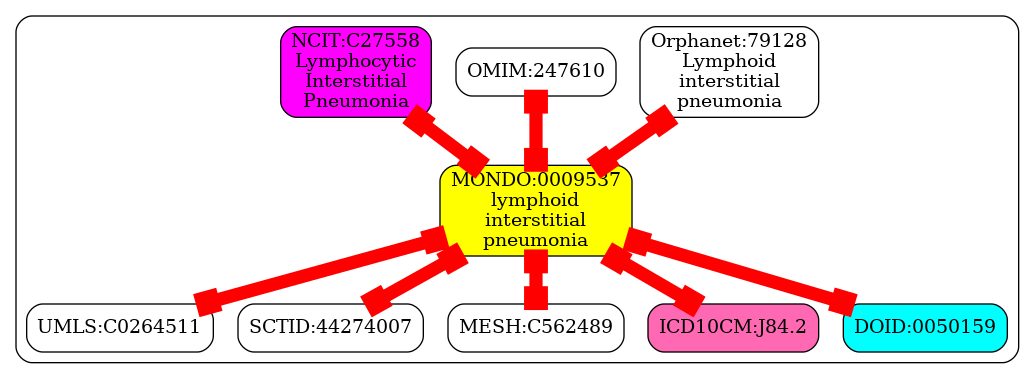 NCIT:C27558
Lymphocytic
Interstitial
Pneumonia
OMIM:247610
Orphanet:79128
Lymphoid
interstitial
pneumonia
MONDO:0009537
lymphoid
interstitial
pneumonia
UMLS:C0264511
SCTID:44274007
MESH:C562489
ICD10CM:J84.2
DOID:0050159